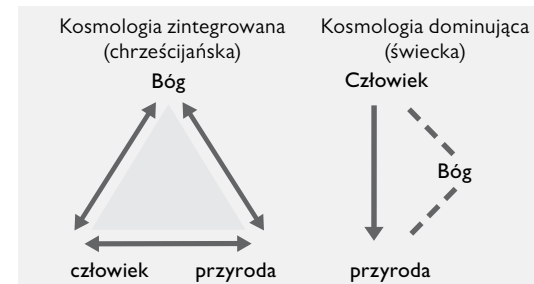 Kosmologia zintegrowana
(chrześcijańska)
Bóg
człowiek
przyroda
Kosmologia dominująca
(świecka)
Człowiek
Bóg
przyroda